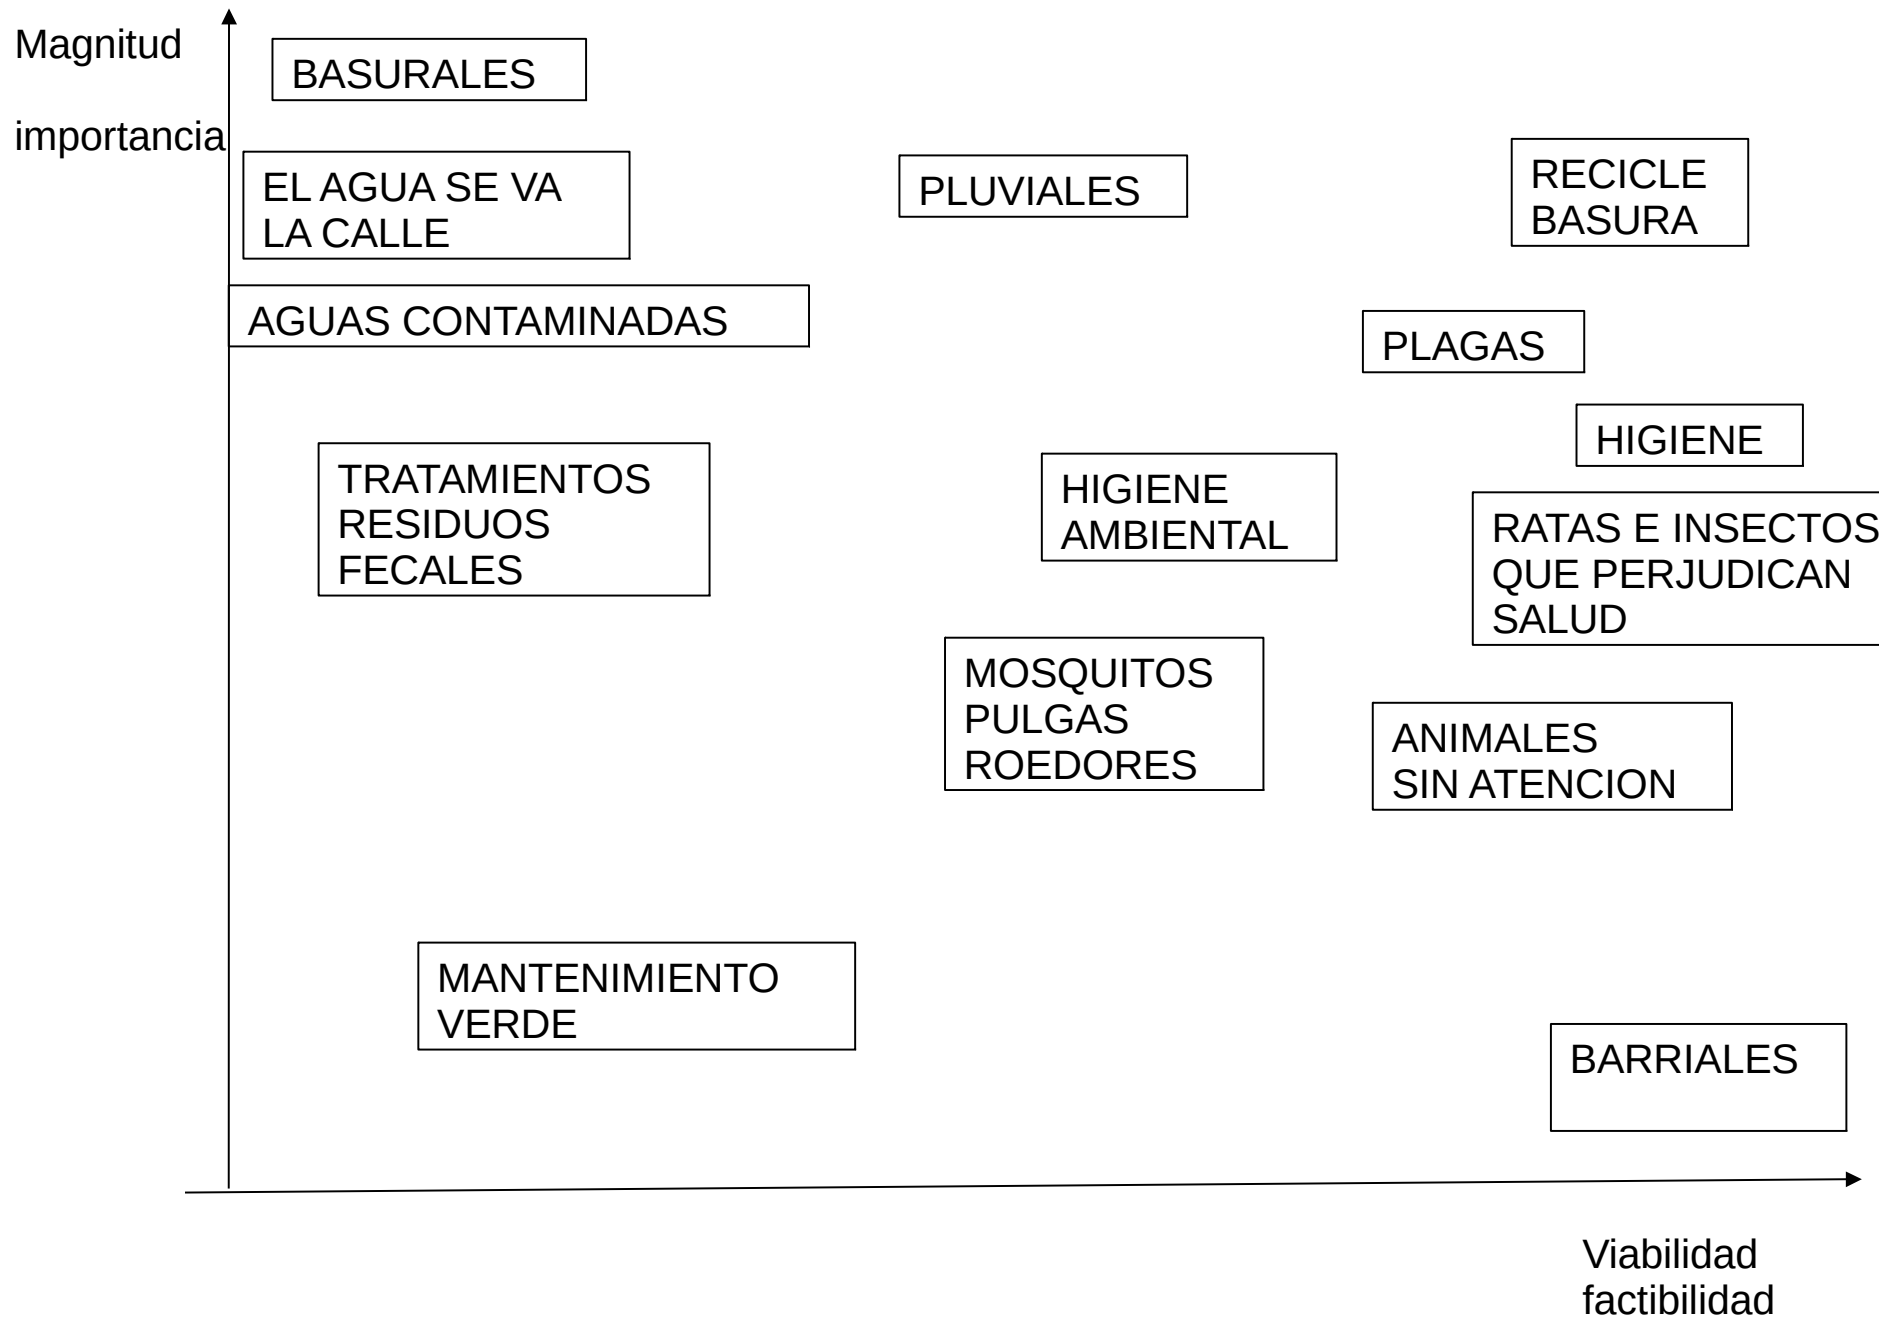 Magnitud
importancia
BASURALES
EL AGUA SE VA
LA CALLE
PLUVIALES
RECICLE
BASURA
AGUAS CONTAMINADAS
PLAGAS
HIGIENE
TRATAMIENTOS
RESIDUOS
FECALES
HIGIENE
AMBIENTAL
RATAS E INSECTOS
QUE PERJUDICAN
SALUD
MOSQUITOS
PULGAS
ROEDORES
ANIMALES
SIN ATENCION
MANTENIMIENTO
VERDE
BARRIALES
Viabilidad
factibilidad